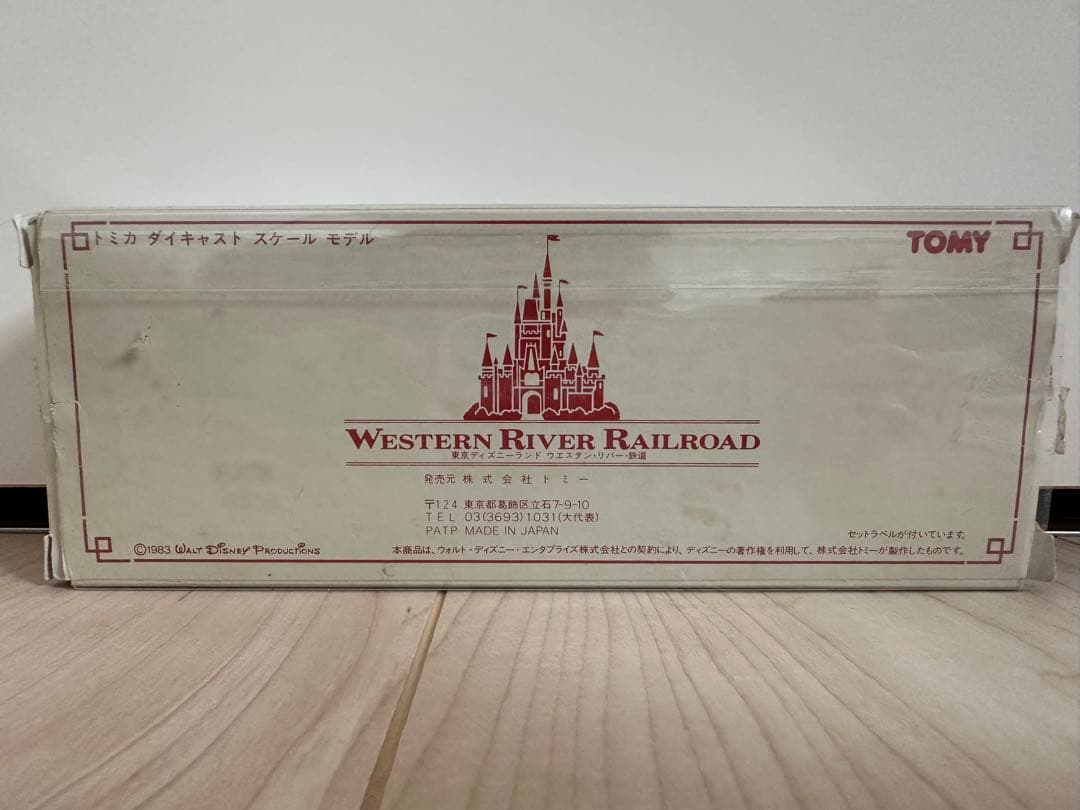 トミカ ダイキャスト スケール モデル
TOMY
WESTERN RIVER RAILROAD
東京ディズニーランド ウエスタン・リバー・鉄道
発売元 株式会社トミー
〒124 東京都葛飾区立石7-9-10
TEL 03(3693)1031(大代表)
PATP MADE IN JAPAN
セットラベルが付いています。
©1983 WALT DISNEY PRODUCTIONS
本商品は、ウォルト・ディズニー・エンタプライズ株式会社との契約により、ディズニーの著作権を利用して、株式会社トミーが製作したものです。